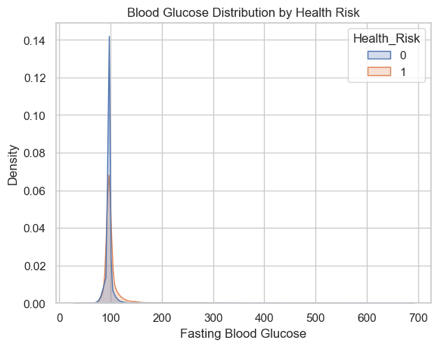 Blood Glucose Distribution by Health Risk
Health_Risk
0
1
0.14
0.12
0.10
0.08
0.06
0.04
0.02
0.00
Density
0 100 200 300 400 500 600 700
Fasting Blood Glucose